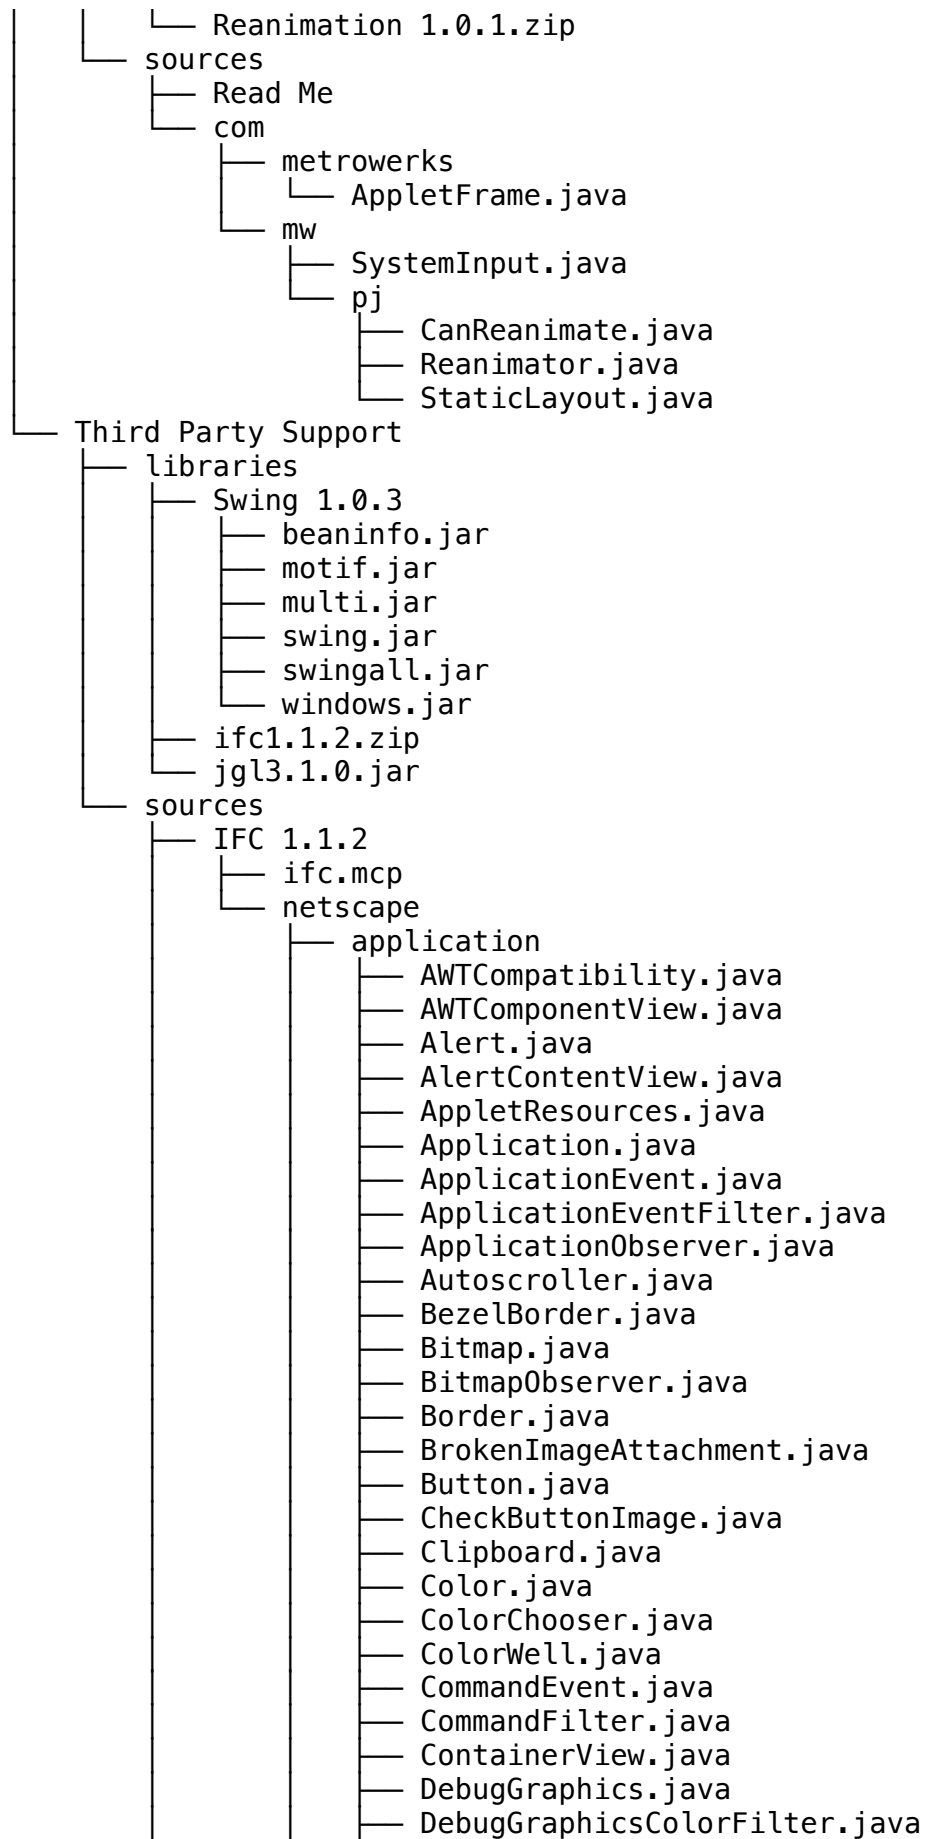 │   │   └── Reanimation 1.0.1.zip
│   └── sources
│       ├── Read Me
│       └── com
│           ├── metrowerks
│           │   └── AppletFrame.java
│           └── mw
│               ├── SystemInput.java
│               └── pj
│                   ├── CanReanimate.java
│                   ├── Reanimator.java
│                   └── StaticLayout.java
└── Third Party Support
    ├── libraries
    │   ├── Swing 1.0.3
    │   │   ├── beaninfo.jar
    │   │   ├── motif.jar
    │   │   ├── multi.jar
    │   │   ├── swing.jar
    │   │   ├── swingall.jar
    │   │   └── windows.jar
    │   ├── ifc1.1.2.zip
    │   └── jgl3.1.0.jar
    └── sources
        ├── IFC 1.1.2
        │   ├── ifc.mcp
        │   └── netscape
        │       ├── application
        │       │   ├── AWTCompatibility.java
        │       │   ├── AWTComponentView.java
        │       │   ├── Alert.java
        │       │   ├── AlertContentView.java
        │       │   ├── AppletResources.java
        │       │   ├── Application.java
        │       │   ├── ApplicationEvent.java
        │       │   ├── ApplicationEventFilter.java
        │       │   ├── ApplicationObserver.java
        │       │   ├── Autoscroller.java
        │       │   ├── BezelBorder.java
        │       │   ├── Bitmap.java
        │       │   ├── BitmapObserver.java
        │       │   ├── Border.java
        │       │   ├── BrokenImageAttachment.java
        │       │   ├── Button.java
        │       │   ├── CheckButtonImage.java
        │       │   ├── Clipboard.java
        │       │   ├── Color.java
        │       │   ├── ColorChooser.java
        │       │   ├── ColorWell.java
        │       │   ├── CommandEvent.java
        │       │   ├── CommandFilter.java
        │       │   ├── ContainerView.java
        │       │   ├── DebugGraphics.java
        │       │   ├── DebugGraphicsColorFilter.java